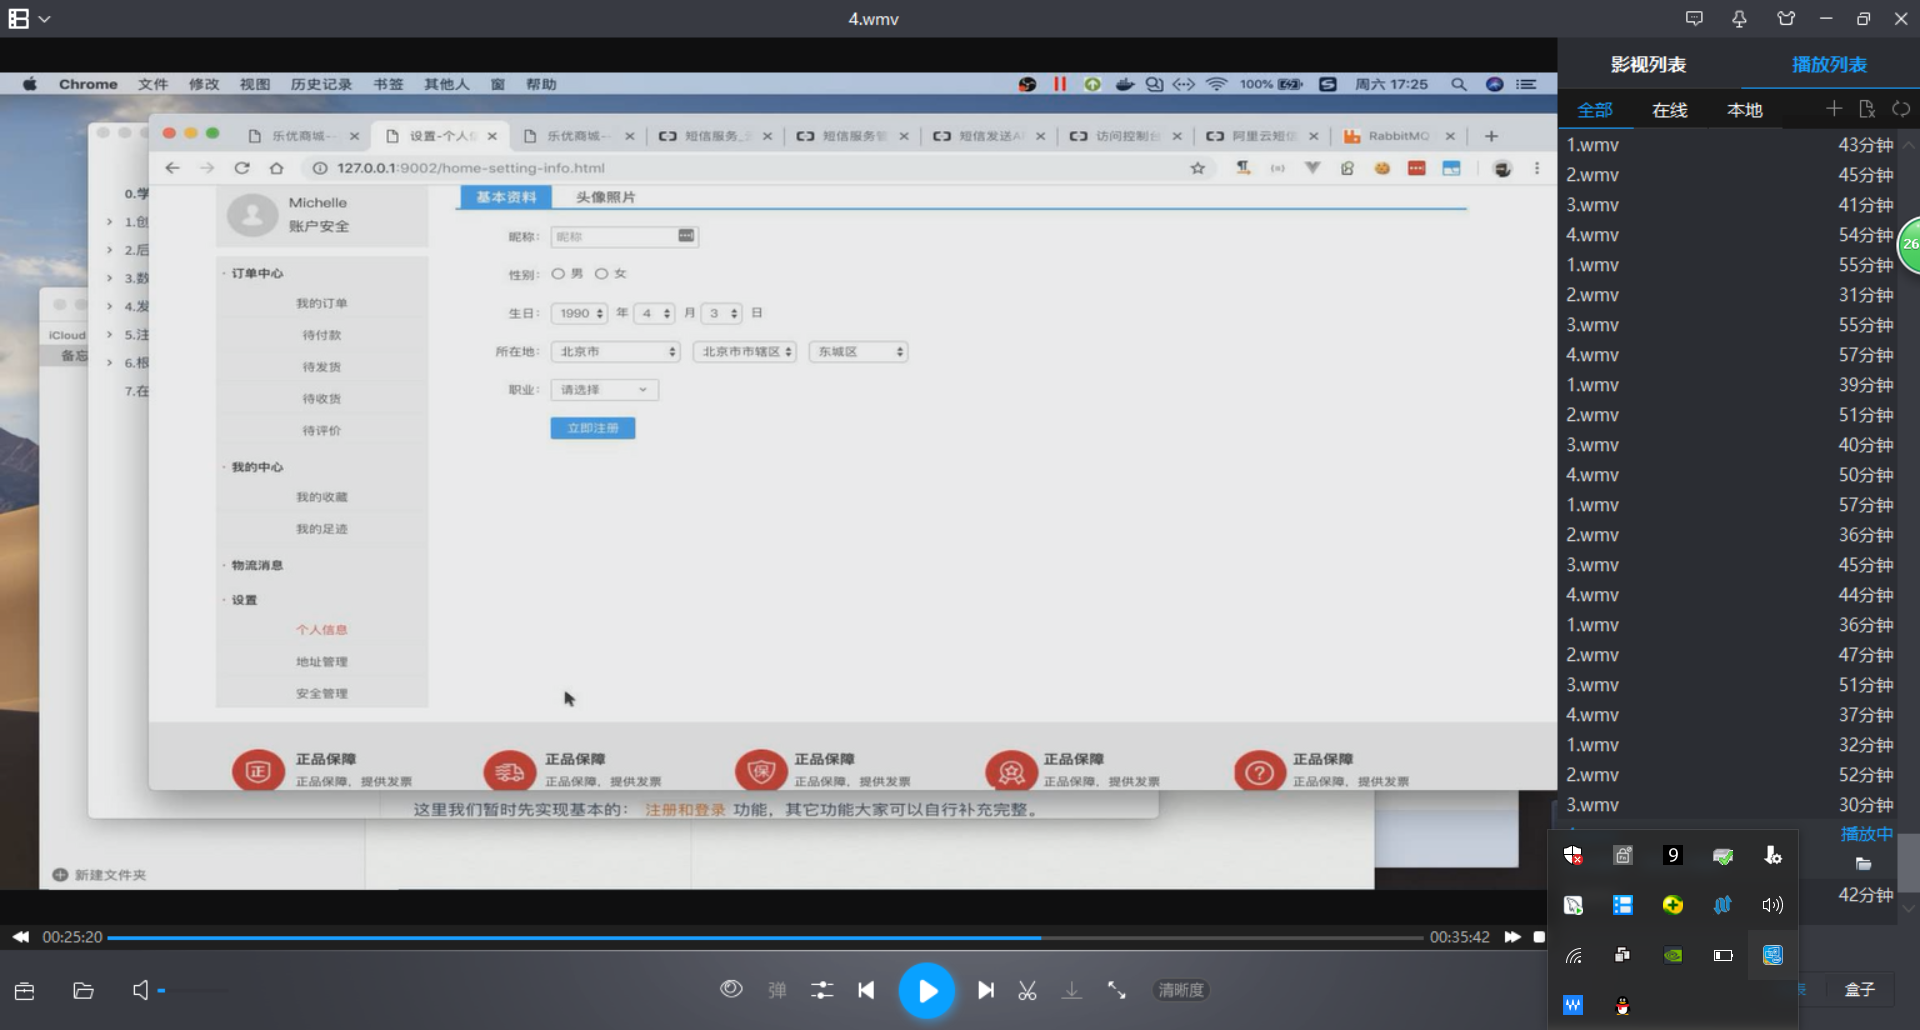 4.wmv
Chrome 文件 修改 视图 历史记录 书签 其他人 窗 帮助
100% 周六 17:25
乐优商城-- 设置-个人信 乐优商城-- 短信服务_ 短信服务管 短信发送A 访问控制台 阿里云短信 RabbitMQ
127.0.0.1:9002/home-setting-info.html
Michelle
账户安全
基本资料 头像照片
昵称: 昵称
性别: 男 女
生日: 1990 年 4 月 3 日
所在地: 北京市 北京市市辖区 东城区
职业: 请选择
立即注册
· 订单中心
我的订单
待付款
待发货
待收货
待评价
· 我的中心
我的收藏
我的足迹
· 物流消息
· 设置
个人信息
地址管理
安全管理
0.学
1.创
2.后
3.数
4.发
5.注
6.根
7.在
iCloud
备忘
正 正品保障
正品保障，提供发票
正品保障
正品保障，提供发票
保 正品保障
正品保障，提供发票
正品保障
正品保障，提供发票
? 正品保障
正品保障，提供发票
这里我们暂时先实现基本的：注册和登录 功能，其它功能大家可以自行补充完整。
新建文件夹
00:25:20
00:35:42
弹
清晰度
影视列表 播放列表
全部 在线 本地
1.wmv 43分钟
2.wmv 45分钟
3.wmv 41分钟
4.wmv 54分钟
1.wmv 55分钟
2.wmv 31分钟
3.wmv 55分钟
4.wmv 57分钟
1.wmv 39分钟
2.wmv 51分钟
3.wmv 40分钟
4.wmv 50分钟
1.wmv 57分钟
2.wmv 36分钟
3.wmv 45分钟
4.wmv 44分钟
1.wmv 36分钟
2.wmv 47分钟
3.wmv 51分钟
4.wmv 37分钟
1.wmv 32分钟
2.wmv 52分钟
3.wmv 30分钟
播放中
42分钟
26
9
盒子